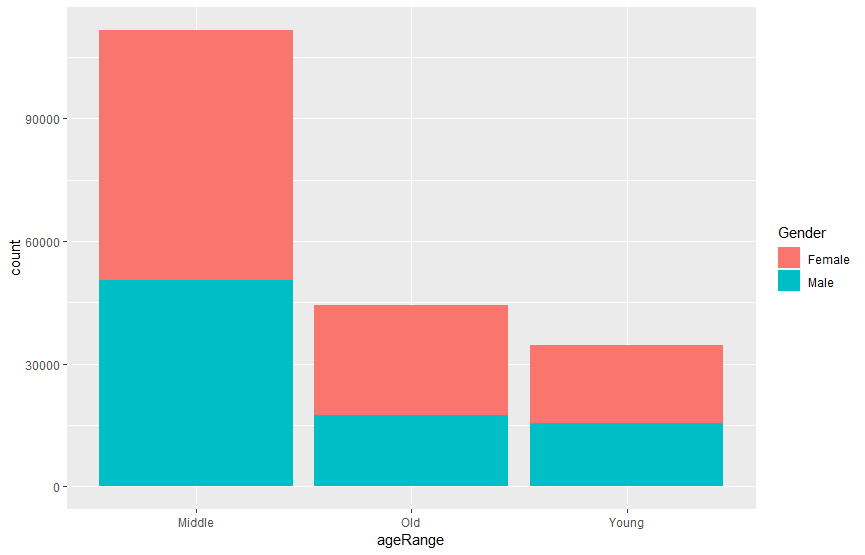 90000
60000
30000
0
count
Middle
Old
Young
ageRange
Gender
Female
Male